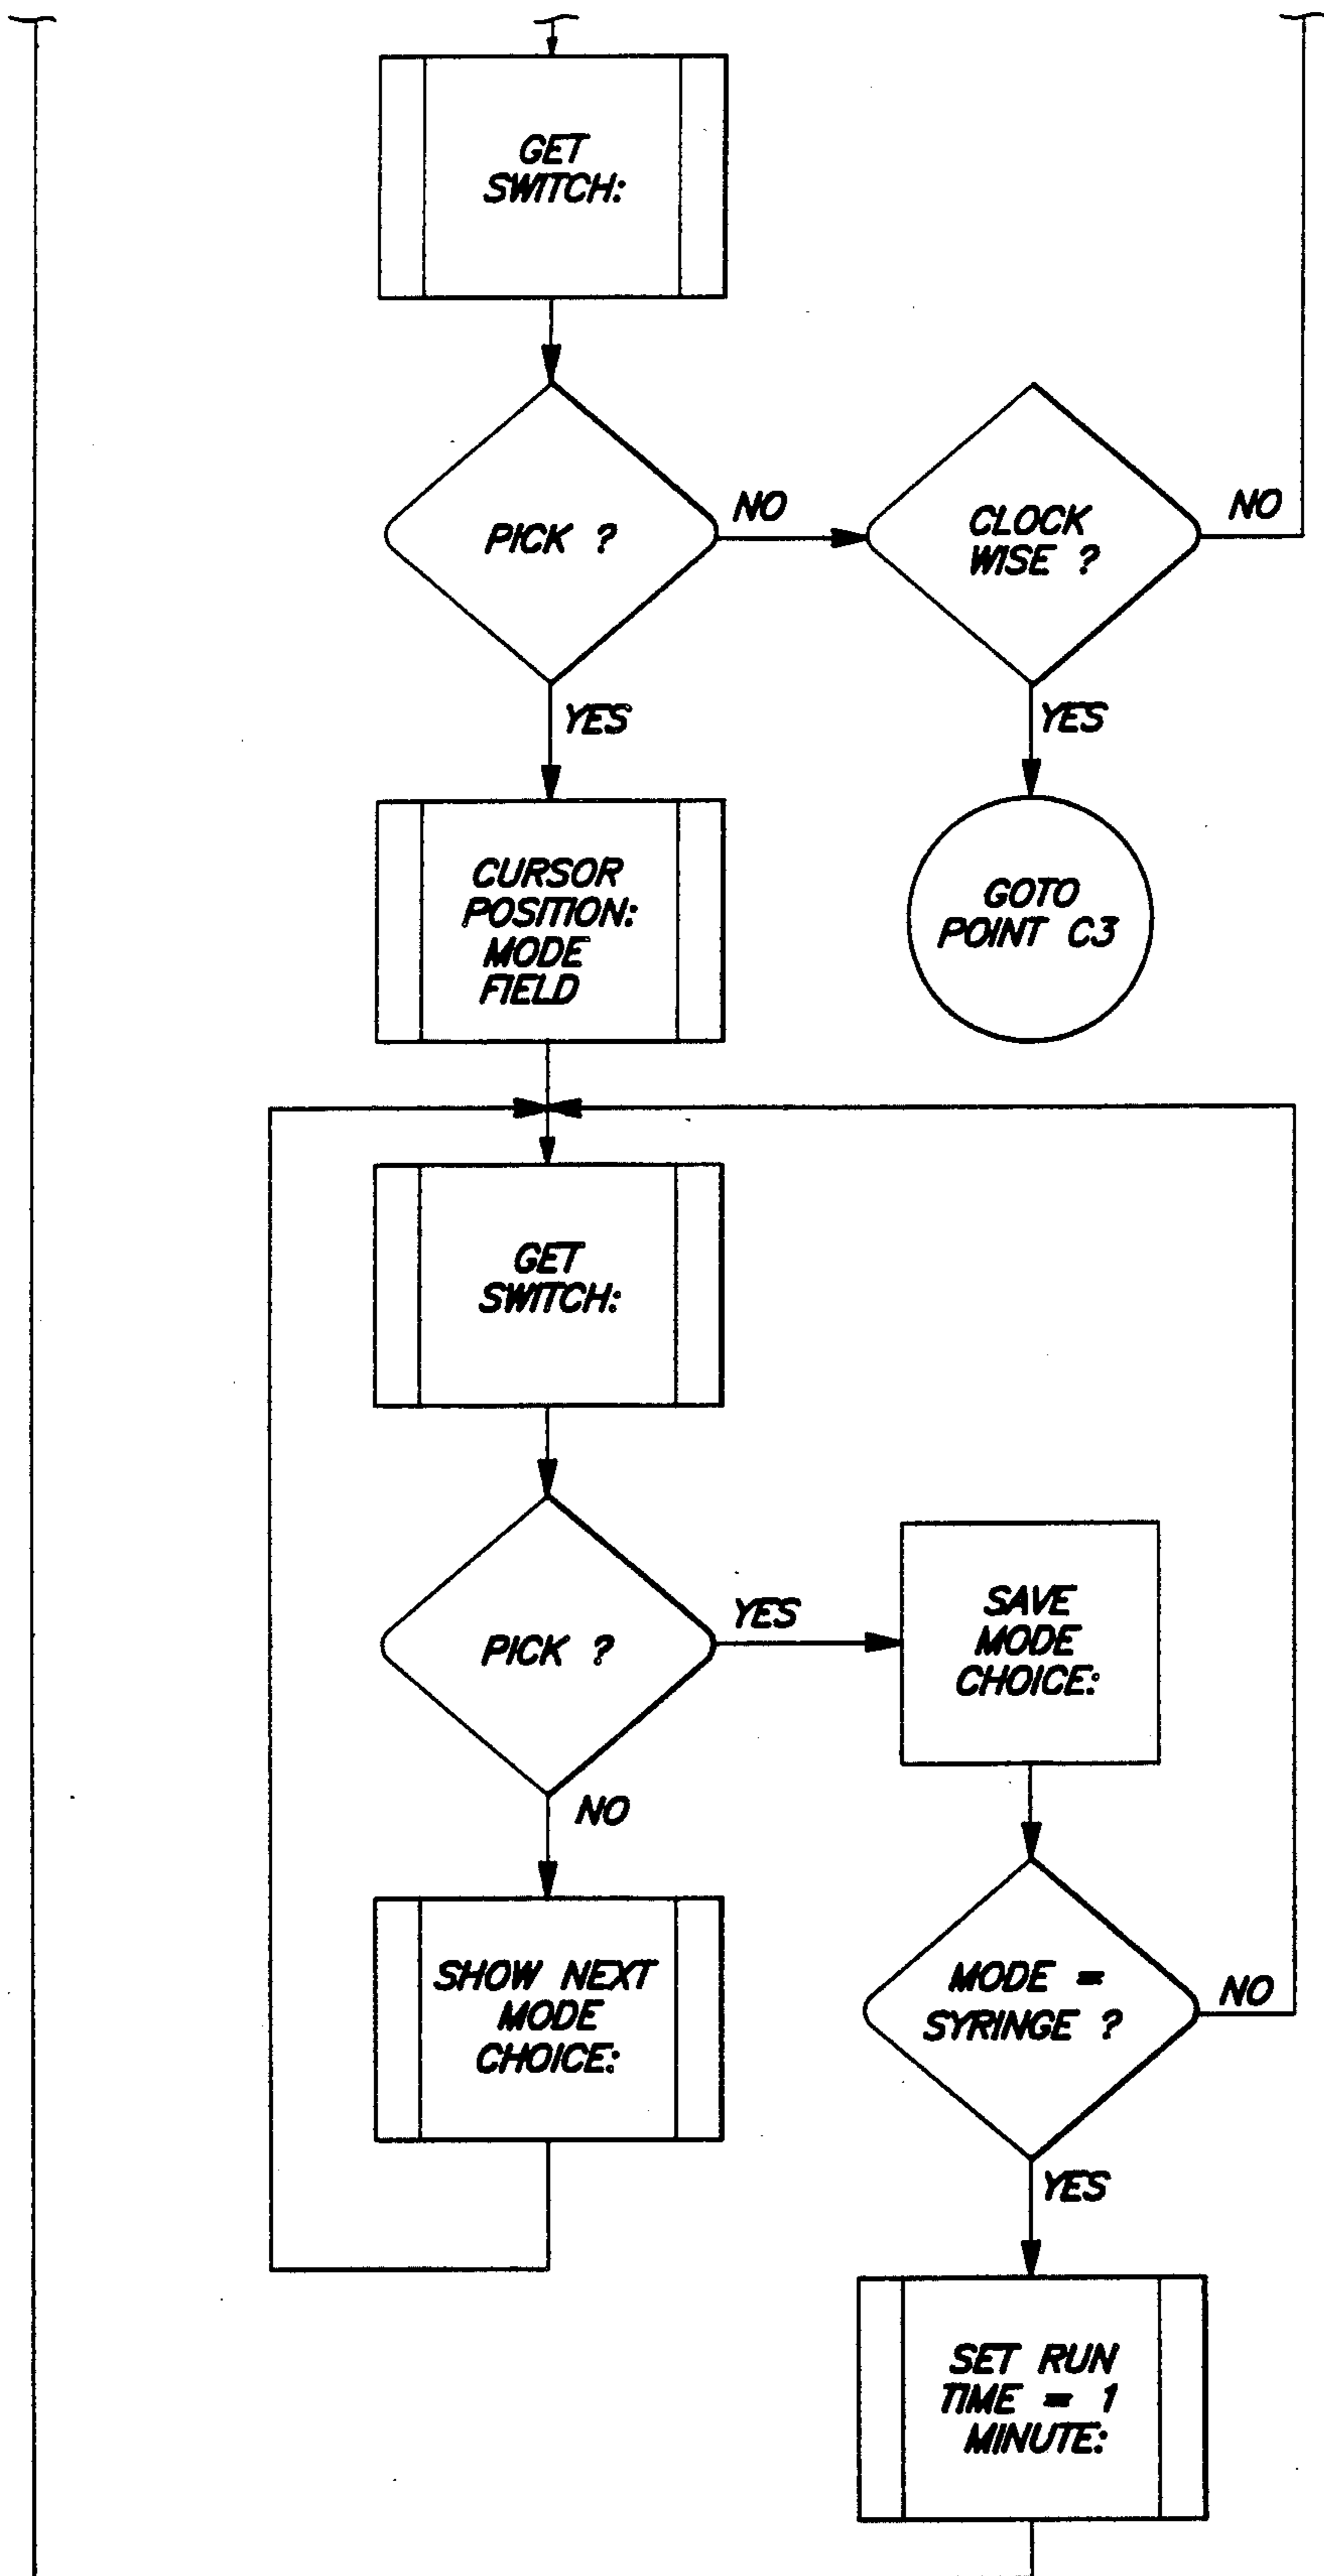 GET
SWITCH:
PICK ?
NO
CLOCK
WISE ?
NO
YES
YES
CURSOR
POSITION:
MODE
FIELD
GOTO
POINT C3
GET
SWITCH:
PICK ?
YES
SAVE
MODE
CHOICE:
NO
SHOW NEXT
MODE
CHOICE:
MODE =
SYRINGE ?
NO
YES
SET RUN
TIME = 1
MINUTE: